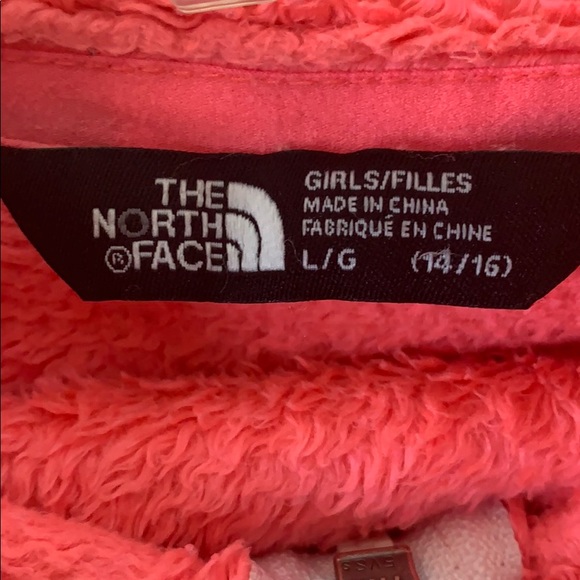 THE
NORTH
®FACE
GIRLS/FILLES
MADE IN CHINA
FABRIQUÉ EN CHINE
L/G (14/16)